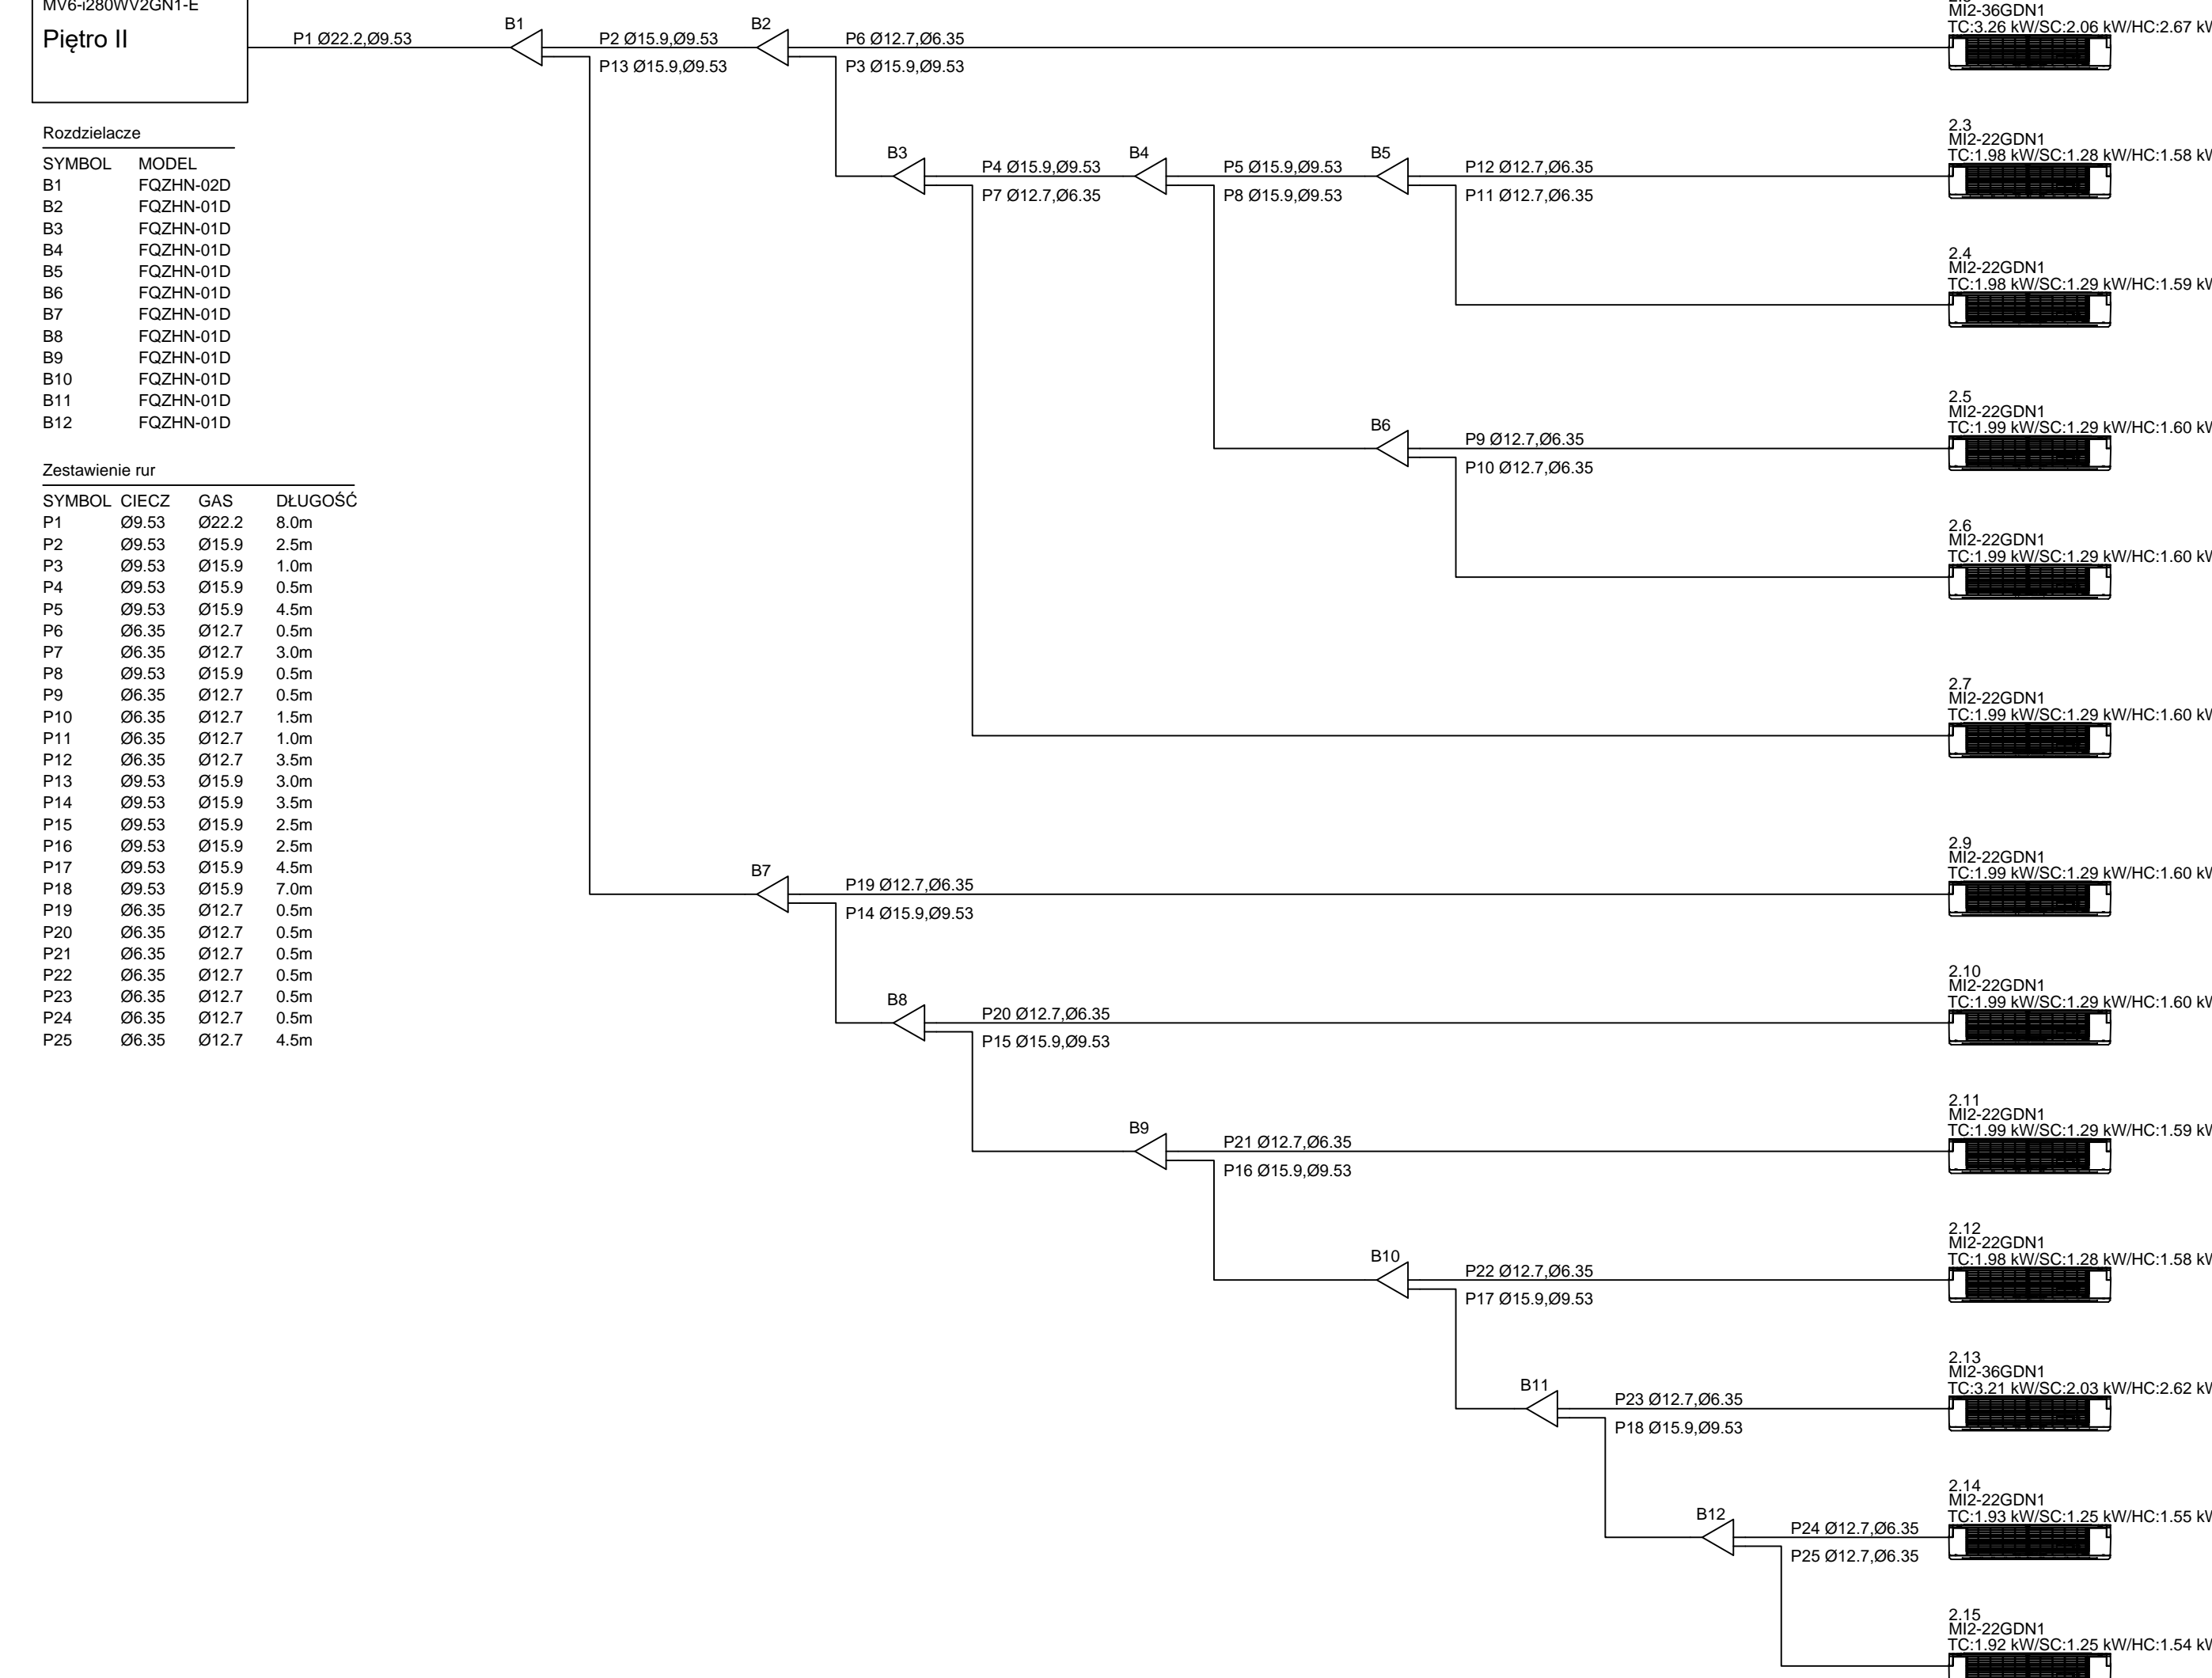 MV6-i280WV2GN1-E
Piętro II
P1 Ø22.2,Ø9.53
B1
P2 Ø15.9,Ø9.53
P13 Ø15.9,Ø9.53
B2
P6 Ø12.7,Ø6.35
P3 Ø15.9,Ø9.53
MI2-36GDN1
TC:3.26 kW/SC:2.06 kW/HC:2.67
Rozdzielacze
SYMBOL MODEL
B1 FQZHN-02D
B2 FQZHN-01D
B3 FQZHN-01D
B4 FQZHN-01D
B5 FQZHN-01D
B6 FQZHN-01D
B7 FQZHN-01D
B8 FQZHN-01D
B9 FQZHN-01D
B10 FQZHN-01D
B11 FQZHN-01D
B12 FQZHN-01D
Zestawienie rur
SYMBOL CIECZ GAS DŁUGOŚĆ
P1 Ø9.53 Ø22.2 8.0m
P2 Ø9.53 Ø15.9 2.5m
P3 Ø9.53 Ø15.9 1.0m
P4 Ø9.53 Ø15.9 0.5m
P5 Ø9.53 Ø15.9 4.5m
P6 Ø6.35 Ø12.7 0.5m
P7 Ø6.35 Ø12.7 3.0m
P8 Ø9.53 Ø15.9 0.5m
P9 Ø6.35 Ø12.7 0.5m
P10 Ø6.35 Ø12.7 1.5m
P11 Ø6.35 Ø12.7 1.0m
P12 Ø6.35 Ø12.7 3.5m
P13 Ø9.53 Ø15.9 3.0m
P14 Ø9.53 Ø15.9 3.5m
P15 Ø9.53 Ø15.9 2.5m
P16 Ø9.53 Ø15.9 2.5m
P17 Ø9.53 Ø15.9 4.5m
P18 Ø9.53 Ø15.9 7.0m
P19 Ø6.35 Ø12.7 0.5m
P20 Ø6.35 Ø12.7 0.5m
P21 Ø6.35 Ø12.7 0.5m
P22 Ø6.35 Ø12.7 0.5m
P23 Ø6.35 Ø12.7 0.5m
P24 Ø6.35 Ø12.7 0.5m
P25 Ø6.35 Ø12.7 4.5m
B3
P4 Ø15.9,Ø9.53
P7 Ø12.7,Ø6.35
B4
P5 Ø15.9,Ø9.53
P8 Ø15.9,Ø9.53
B5
P12 Ø12.7,Ø6.35
P11 Ø12.7,Ø6.35
2.3
MI2-22GDN1
TC:1.98 kW/SC:1.28 kW/HC:1.58
2.4
MI2-22GDN1
TC:1.98 kW/SC:1.29 kW/HC:1.59
B6
P9 Ø12.7,Ø6.35
P10 Ø12.7,Ø6.35
2.5
MI2-22GDN1
TC:1.99 kW/SC:1.29 kW/HC:1.60
2.6
MI2-22GDN1
TC:1.99 kW/SC:1.29 kW/HC:1.60
2.7
MI2-22GDN1
TC:1.99 kW/SC:1.29 kW/HC:1.60
B7
P19 Ø12.7,Ø6.35
P14 Ø15.9,Ø9.53
2.9
MI2-22GDN1
TC:1.99 kW/SC:1.29 kW/HC:1.60
B8
P20 Ø12.7,Ø6.35
P15 Ø15.9,Ø9.53
2.10
MI2-22GDN1
TC:1.99 kW/SC:1.29 kW/HC:1.60
B9
P21 Ø12.7,Ø6.35
P16 Ø15.9,Ø9.53
2.11
MI2-22GDN1
TC:1.99 kW/SC:1.29 kW/HC:1.59
B10
P22 Ø12.7,Ø6.35
P17 Ø15.9,Ø9.53
2.12
MI2-22GDN1
TC:1.98 kW/SC:1.28 kW/HC:1.58
B11
P23 Ø12.7,Ø6.35
P18 Ø15.9,Ø9.53
2.13
MI2-36GDN1
TC:3.21 kW/SC:2.03 kW/HC:2.62
B12
P24 Ø12.7,Ø6.35
P25 Ø12.7,Ø6.35
2.14
MI2-22GDN1
TC:1.93 kW/SC:1.25 kW/HC:1.55
2.15
MI2-22GDN1
TC:1.92 kW/SC:1.25 kW/HC:1.54